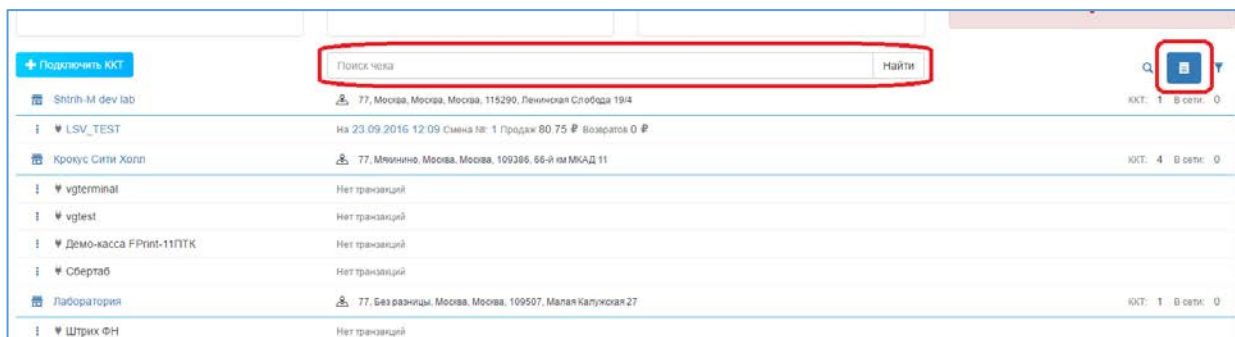 Подключить ККТ
Поиск чека Найти
Shtrih-M dev lab 77, Москва, Москва, Москва, 115290, Ленинская Слобода 19/4 ККТ: 1 В сети: 0
LSV_TEST На 23.09.2016 12:09 Смена №: 1 Продаж 80.75 ₽ Возвратов 0 ₽
Крокус Сити Холл 77, Мякинино, Москва, Москва, 109386, 66-й км МКАД 11 ККТ: 4 В сети: 0
vgterminal Нет транзакций
vgtest Нет транзакций
Демо-касса FPrint-11ПТК Нет транзакций
Сбертаб Нет транзакций
Лаборатория 77, Без разницы, Москва, Москва, 109507, Малая Калужская 27 ККТ: 1 В сети: 0
Штрих ФН Нет транзакций